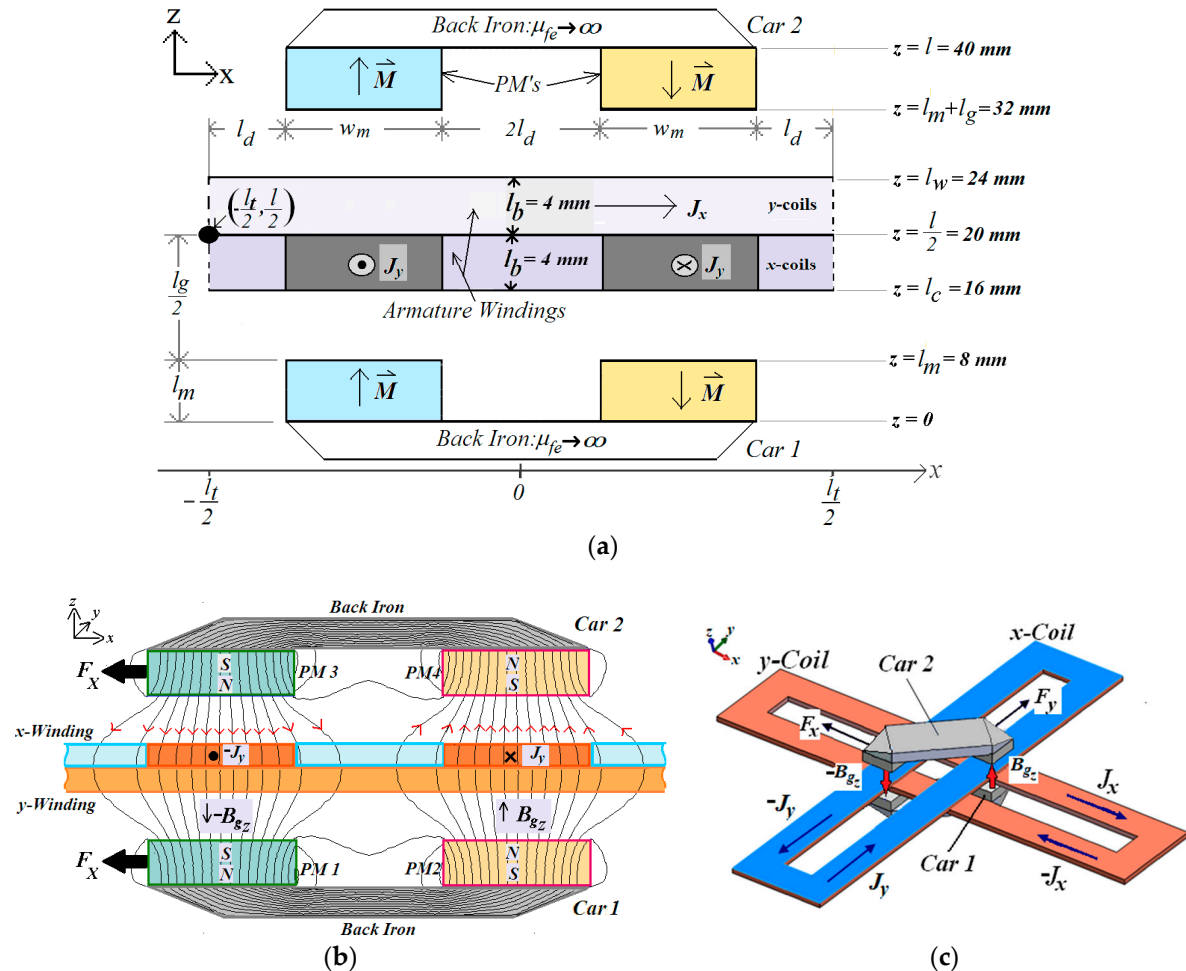 Z
X
Back Iron: μfe→∞
Car 2
M
PM's
M
z = l = 40 mm
z = lm + lg = 32 mm
ld
wm
2ld
wm
ld
z = lw = 24 mm
(-lt/2, l/2)
lb = 4 mm
Jx
y-coils
z = l/2 = 20 mm
Jy
lb = 4 mm
Jy
x-coils
lg/2
Armature Windings
z = lc = 16 mm
z = lm = 8 mm
lm
M
M
z = 0
Back Iron: μfe→∞
Car 1
x
-lt/2
0
lt/2
(a)
z
y
x
Back Iron
Car 2
Fx
S
N
PM 3
PM4
N
S
x-Winding
-Jy
Jy
y-Winding
-Bgz
Bgz
Fx
S
N
PM 1
PM2
N
S
Car 1
Back Iron
(b)
z
y
x
x-Coil
y-Coil
Car 2
Fy
Fx
-Bgz
Bgz
Jx
-Jy
Car 1
Jy
-Jx
(c)